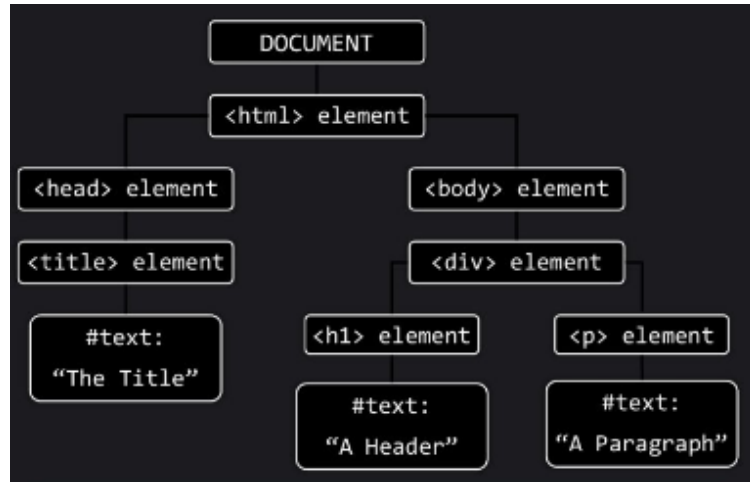 DOCUMENT
<html> element
<head> element
<body> element
<title> element
<div> element
#text:
“The Title”
<h1> element
<p> element
#text:
“A Header”
#text:
“A Paragraph”